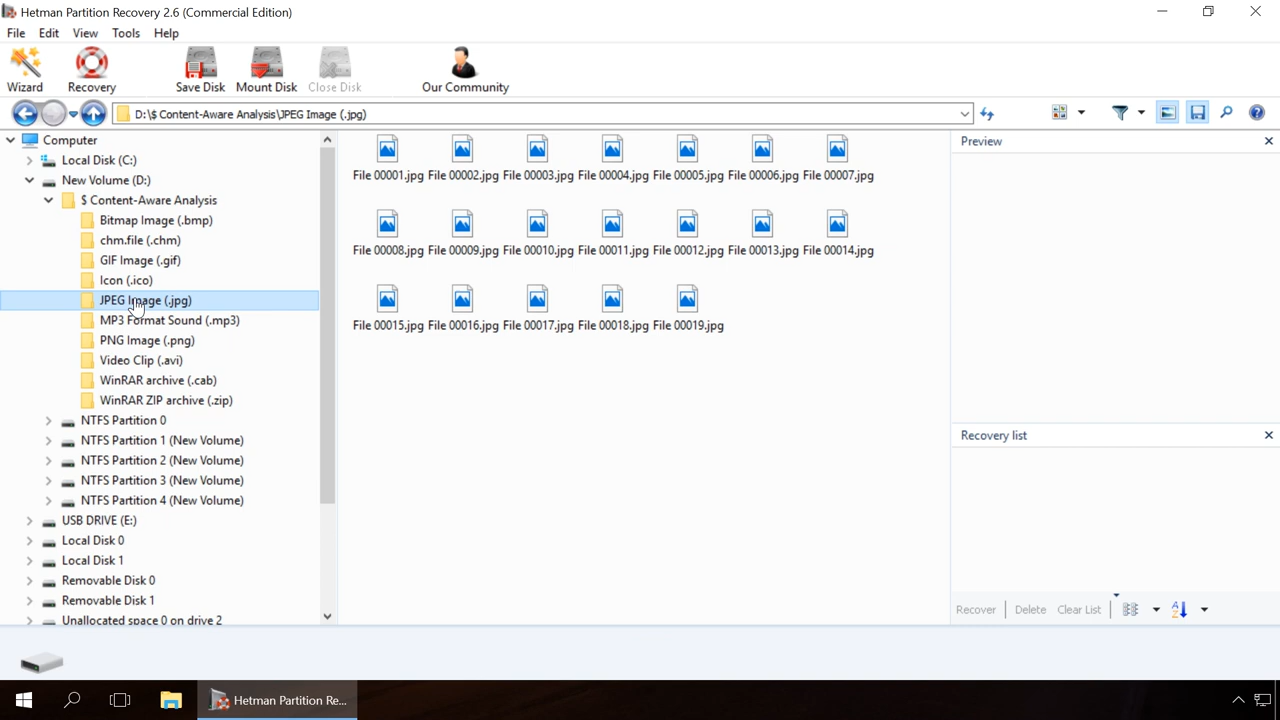 Hetman Partition Recovery 2.6 (Commercial Edition)
File Edit View Tools Help
Wizard Recovery Save Disk Mount Disk Close Disk Our Community
D:\$ Content-Aware Analysis\JPEG Image (.jpg)
Computer
Local Disk (C:)
New Volume (D:)
$ Content-Aware Analysis
Bitmap Image (.bmp)
chm.file (.chm)
GIF Image (.gif)
Icon (.ico)
JPEG Image (.jpg)
MP3 Format Sound (.mp3)
PNG Image (.png)
Video Clip (.avi)
WinRAR archive (.cab)
WinRAR ZIP archive (.zip)
NTFS Partition 0
NTFS Partition 1 (New Volume)
NTFS Partition 2 (New Volume)
NTFS Partition 3 (New Volume)
NTFS Partition 4 (New Volume)
USB DRIVE (E:)
Local Disk 0
Local Disk 1
Removable Disk 0
Removable Disk 1
Unallocated space 0 on drive 2
File 00001.jpg File 00002.jpg File 00003.jpg File 00004.jpg File 00005.jpg File 00006.jpg File 00007.jpg
File 00008.jpg File 00009.jpg File 00010.jpg File 00011.jpg File 00012.jpg File 00013.jpg File 00014.jpg
File 00015.jpg File 00016.jpg File 00017.jpg File 00018.jpg File 00019.jpg
Preview
Recovery list
Recover Delete Clear List
Hetman Partition Re...